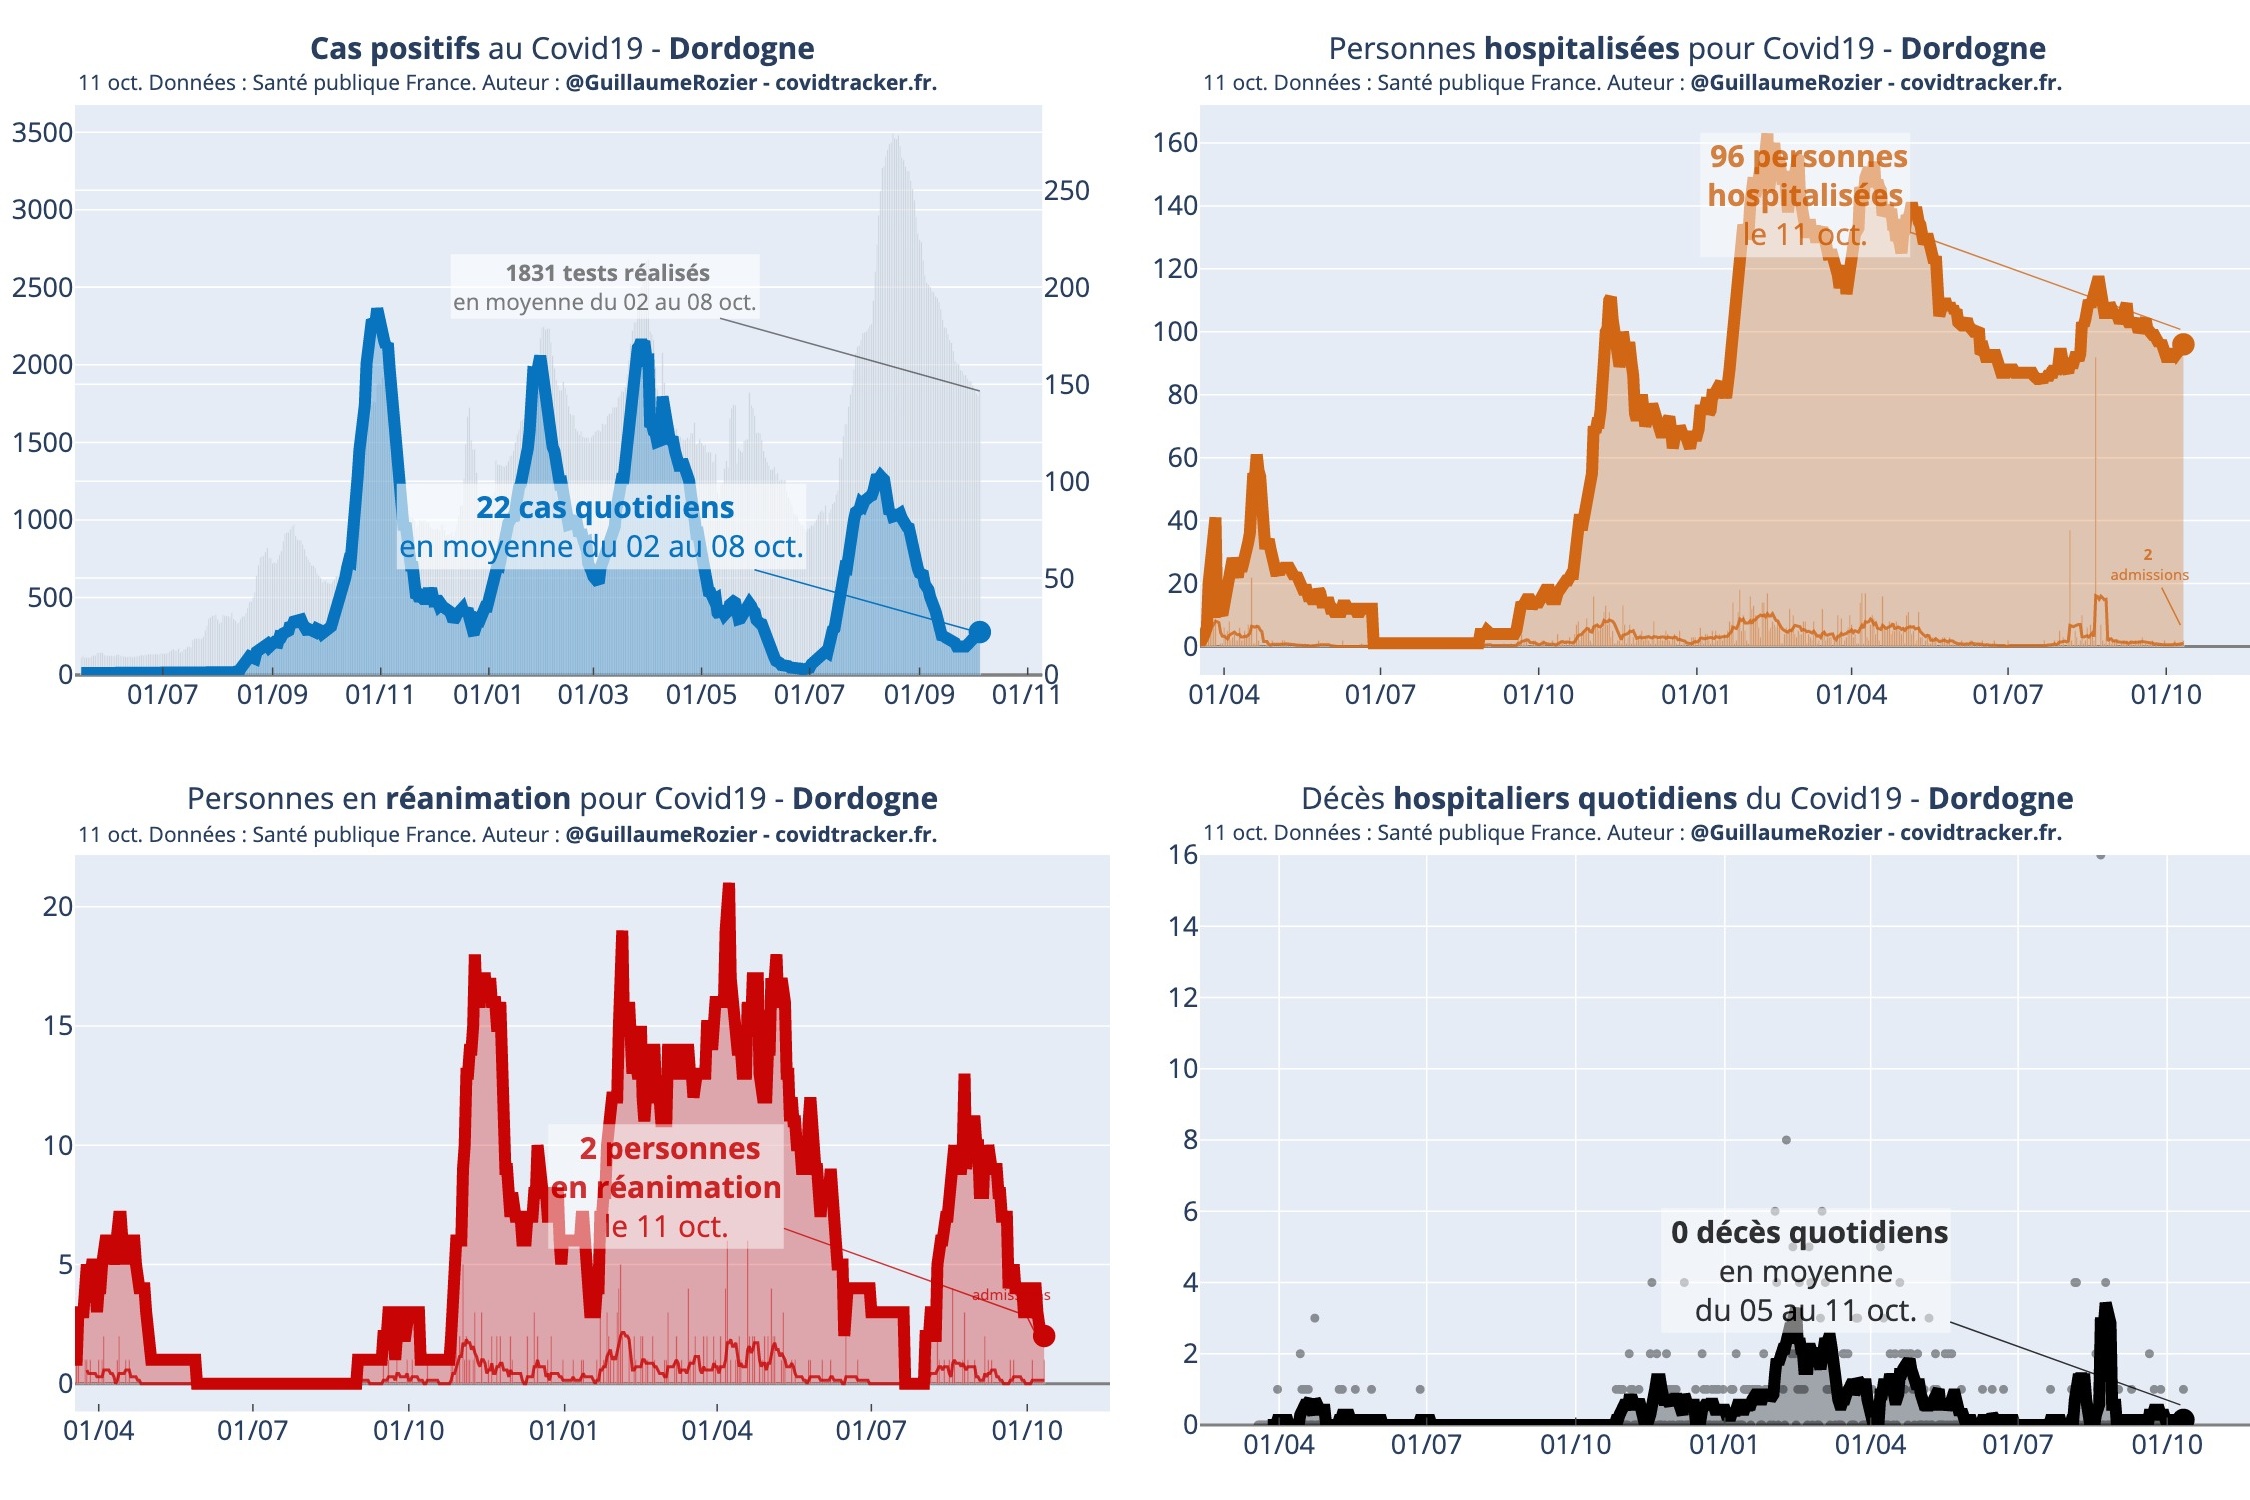 Cas positifs au Covid19 - Dordogne
11 oct. Données : Santé publique France. Auteur : @GuillaumeRozier - covidtracker.fr.
3500
3000
2500
2000
1500
1000
500
0
250
200
150
100
50
0
1831 tests réalisés
en moyenne du 02 au 08 oct.
22 cas quotidiens
en moyenne du 02 au 08 oct.
01/07 01/09 01/11 01/01 01/03 01/05 01/07 01/09 01/11
Personnes hospitalisées pour Covid19 - Dordogne
11 oct. Données : Santé publique France. Auteur : @GuillaumeRozier - covidtracker.fr.
160
140
120
100
80
60
40
20
0
96 personnes
hospitalisées
le 11 oct.
2
admissions
01/04 01/07 01/10 01/01 01/04 01/07 01/10
Personnes en réanimation pour Covid19 - Dordogne
11 oct. Données : Santé publique France. Auteur : @GuillaumeRozier - covidtracker.fr.
20
15
10
5
0
2 personnes
en réanimation
le 11 oct.
admissions
01/04 01/07 01/10 01/01 01/04 01/07 01/10
Décès hospitaliers quotidiens du Covid19 - Dordogne
11 oct. Données : Santé publique France. Auteur : @GuillaumeRozier - covidtracker.fr.
16
14
12
10
8
6
4
2
0
0 décès quotidiens
en moyenne
du 05 au 11 oct.
01/04 01/07 01/10 01/01 01/04 01/07 01/10